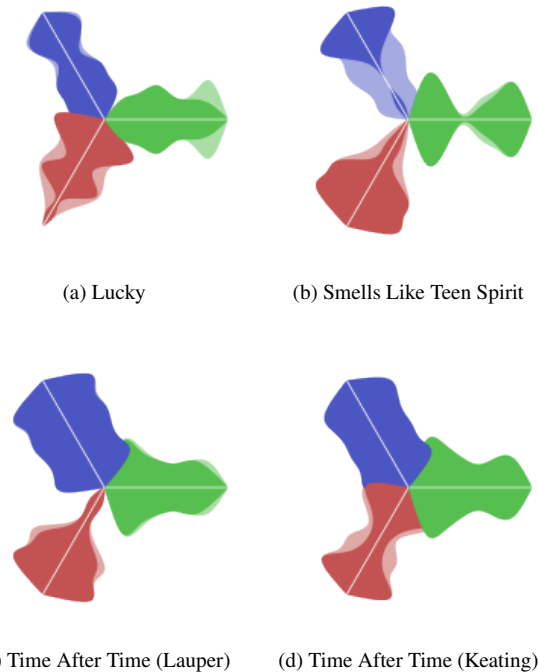 (a) Lucky
(b) Smells Like Teen Spirit
) Time After Time (Lauper)
(d) Time After Time (Keating)